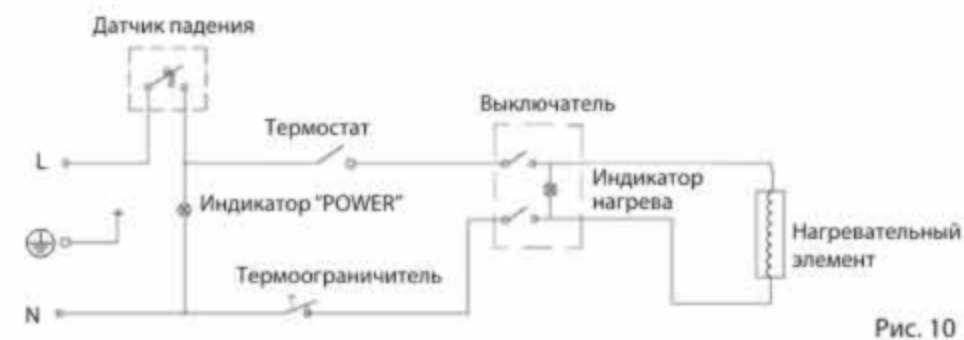 Датчик падения
Выключатель
Термостат
L
Индикатор
нагрева
Индикатор "POWER"
Нагревательный
элемент
Термоограничитель
N
Рис. 10